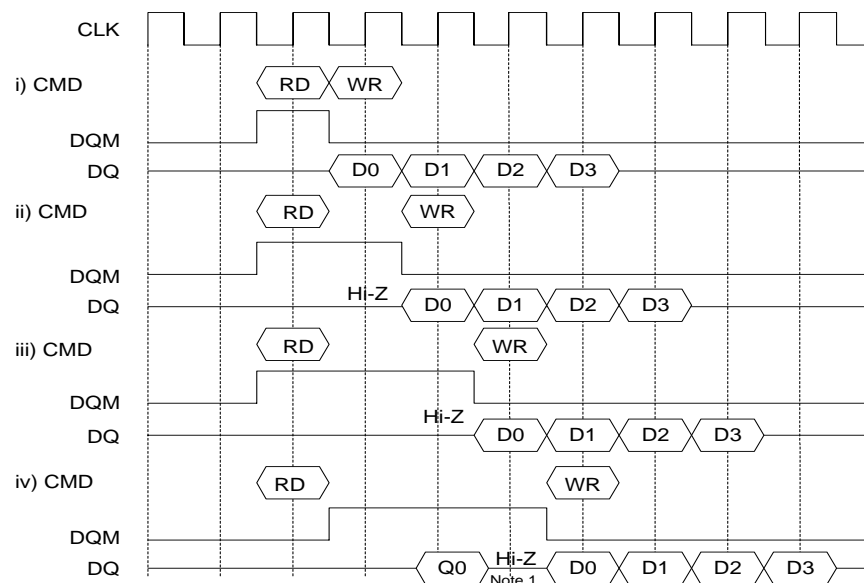 CLK
i) CMD RD WR
DQM
DQ D0 D1 D2 D3
ii) CMD RD WR
DQM
Hi-Z
DQ D0 D1 D2 D3
iii) CMD RD WR
DQM
Hi-Z
DQ D0 D1 D2 D3
iv) CMD RD WR
DQM
Hi-Z
DQ Q0 D0 D1 D2 D3
Note 1